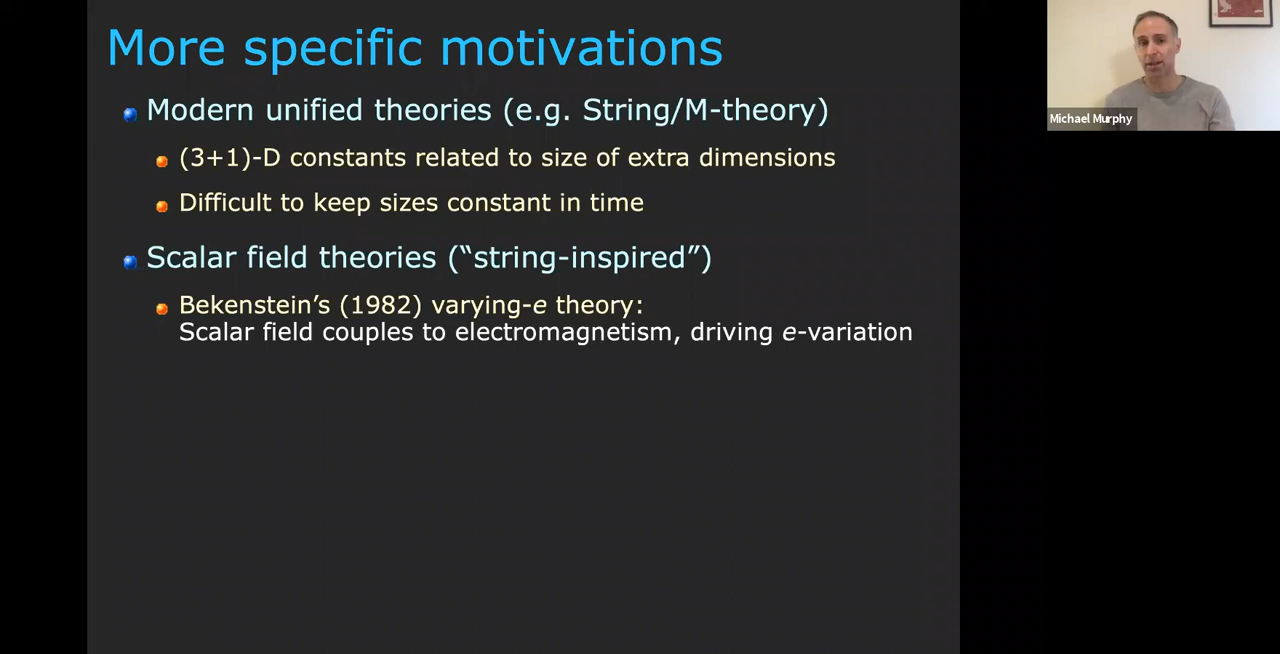 More specific motivations
Modern unified theories (e.g. String/M-theory)
(3+1)-D constants related to size of extra dimensions
Difficult to keep sizes constant in time
Scalar field theories (“string-inspired”)
Bekenstein’s (1982) varying-e theory:
Scalar field couples to electromagnetism, driving e-variation
Michael Murphy